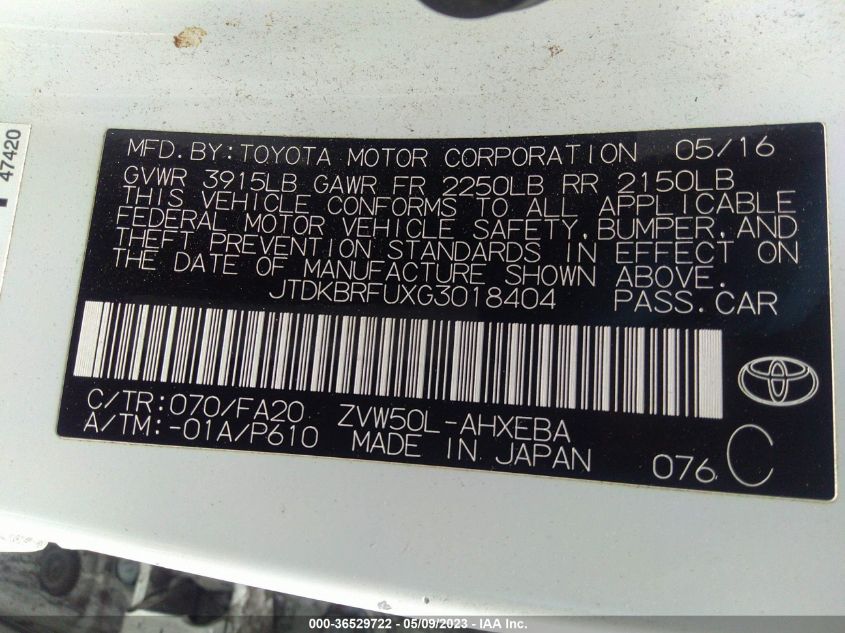 47420
MFD.BY:TOYOTA MOTOR CORPORATION 05/16
GVWR 3915LB GAWR FR 2250LB RR 2150LB
THIS VEHICLE CONFORMS TO ALL APPLICABLE
FEDERAL MOTOR VEHICLE SAFETY,BUMPER,AND
THEFT PREVENTION STANDARDS IN EFFECT ON
THE DATE OF MANUFACTURE SHOWN ABOVE.
JTDKBRFUXG3018404 PASS.CAR
C/TR:070/FA20 ZVW50L-AHXEBA
A/TM:-01A/P610 MADE IN JAPAN 076 C
000-36529722 - 05/09/2023 - IAA Inc.